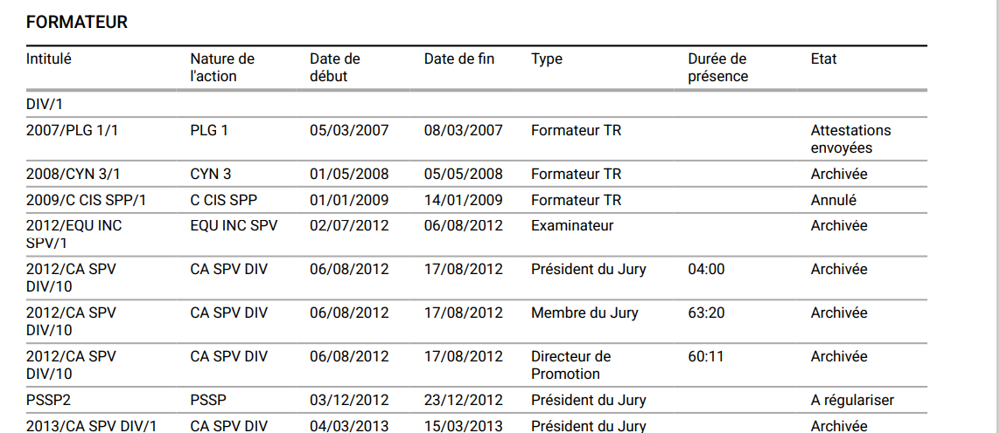 FORMATEUR
Intitulé Nature de l'action Date de début Date de fin Type Durée de présence Etat
DIV/1
2007/PLG 1/1 PLG 1 05/03/2007 08/03/2007 Formateur TR Attestations envoyées
2008/CYN 3/1 CYN 3 01/05/2008 05/05/2008 Formateur TR Archivée
2009/C CIS SPP/1 C CIS SPP 01/01/2009 14/01/2009 Formateur TR Annulé
2012/EQU INC SPV/1 EQU INC SPV 02/07/2012 06/08/2012 Examinateur Archivée
2012/CA SPV DIV/10 CA SPV DIV 06/08/2012 17/08/2012 Président du Jury 04:00 Archivée
2012/CA SPV DIV/10 CA SPV DIV 06/08/2012 17/08/2012 Membre du Jury 63:20 Archivée
2012/CA SPV DIV/10 CA SPV DIV 06/08/2012 17/08/2012 Directeur de Promotion 60:11 Archivée
PSSP2 PSSP 03/12/2012 23/12/2012 Président du Jury A régulariser
2013/CA SPV DIV/1 CA SPV DIV 04/03/2013 15/03/2013 Président du Jury Archivée